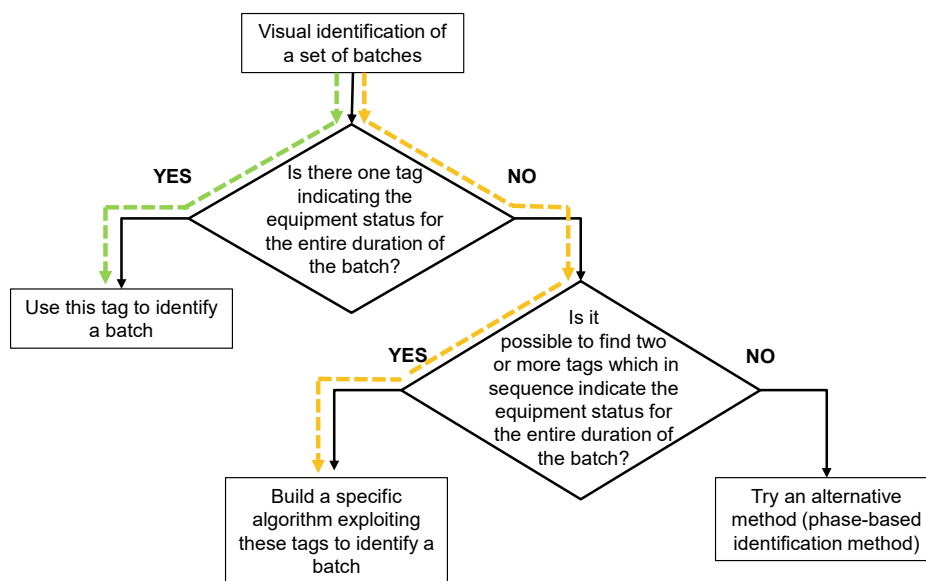 Visual identification of
a set of batches
YES
NO
Is there one tag
indicating the
equipment status for
the entire duration of
the batch?
Use this tag to identify
a batch
YES
NO
Is it
possible to find two
or more tags which in
sequence indicate the
equipment status for
the entire duration of
the batch?
Build a specific
algorithm exploiting
these tags to identify a
batch
Try an alternative
method (phase-based
identification method)